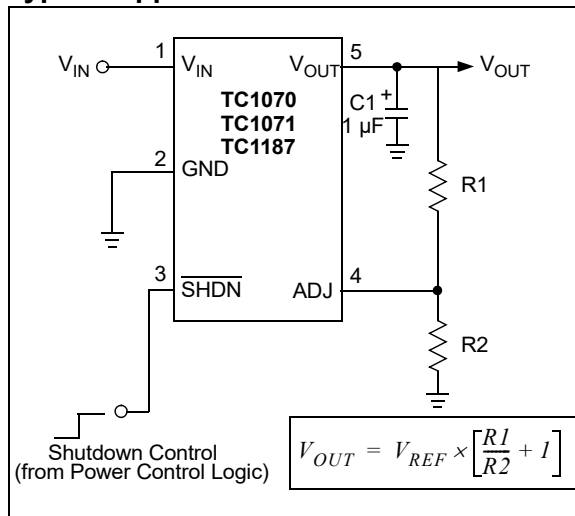 1
V_IN
V_IN
V_OUT
5
V_OUT
TC1070
TC1071
TC1187
C1
+
1 µF
2
GND
R1
3
SHDN
ADJ
4
R2
Shutdown Control
(from Power Control Logic)
V_OUT = V_REF × [R1/R2 + 1]